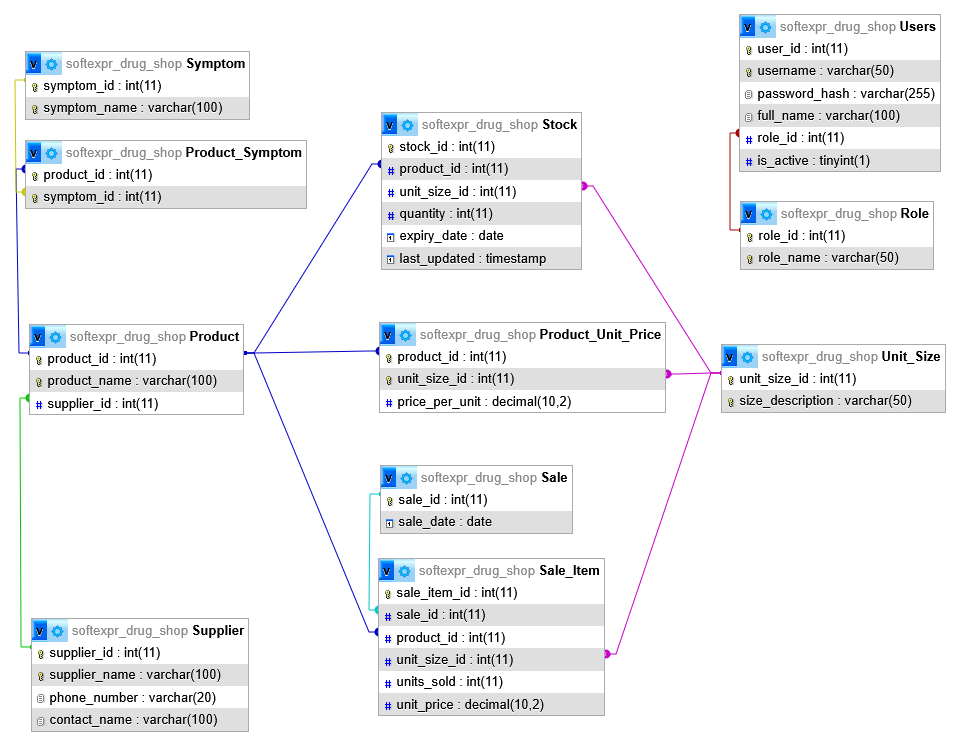 v softexpr_drug_shop Symptom
symptom_id : int(11)
symptom_name : varchar(100)
v softexpr_drug_shop Product_Symptom
product_id : int(11)
symptom_id : int(11)
v softexpr_drug_shop Product
product_id : int(11)
product_name : varchar(100)
# supplier_id : int(11)
v softexpr_drug_shop Supplier
supplier_id : int(11)
supplier_name : varchar(100)
phone_number : varchar(20)
contact_name : varchar(100)
v softexpr_drug_shop Stock
stock_id : int(11)
# product_id : int(11)
# unit_size_id : int(11)
# quantity : int(11)
expiry_date : date
last_updated : timestamp
v softexpr_drug_shop Product_Unit_Price
product_id : int(11)
unit_size_id : int(11)
# price_per_unit : decimal(10,2)
v softexpr_drug_shop Sale
sale_id : int(11)
sale_date : date
v softexpr_drug_shop Sale_Item
sale_item_id : int(11)
# sale_id : int(11)
# product_id : int(11)
# unit_size_id : int(11)
# units_sold : int(11)
# unit_price : decimal(10,2)
v softexpr_drug_shop Users
user_id : int(11)
username : varchar(50)
password_hash : varchar(255)
full_name : varchar(100)
# role_id : int(11)
# is_active : tinyint(1)
v softexpr_drug_shop Role
role_id : int(11)
role_name : varchar(50)
v softexpr_drug_shop Unit_Size
unit_size_id : int(11)
size_description : varchar(50)